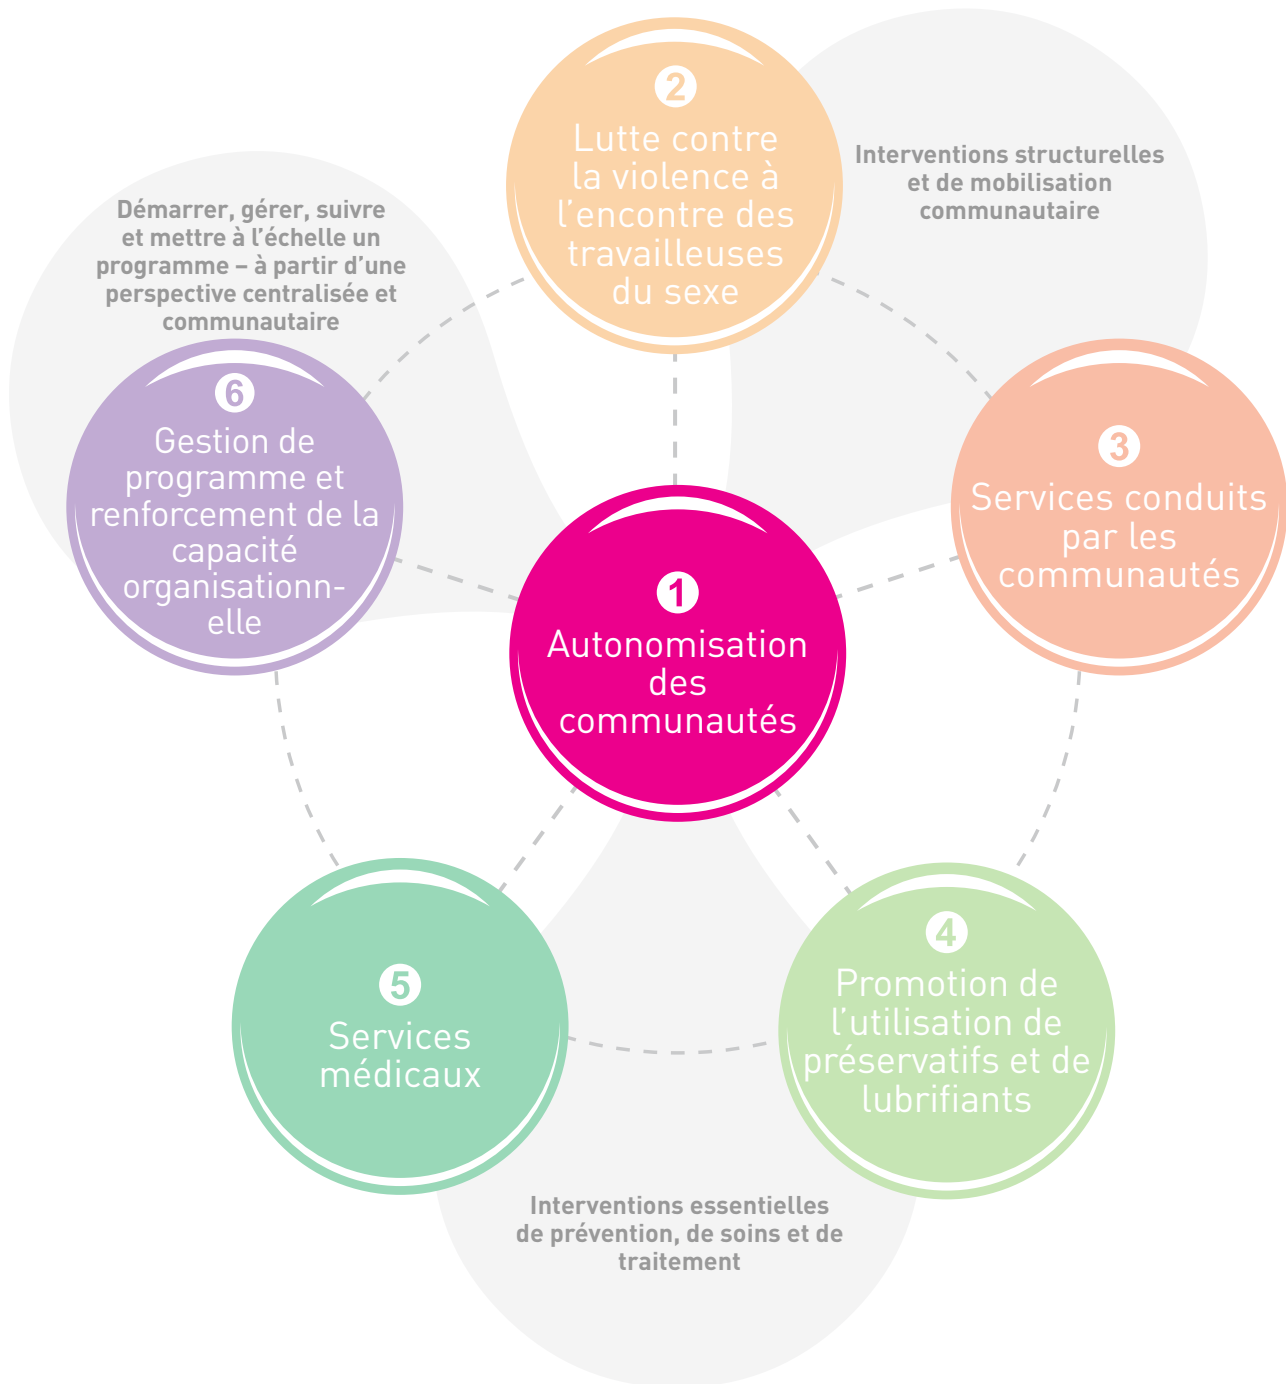 2
Lutte contre
la violence à
l’encontre des
travailleuses
du sexe
Interventions structurelles
et de mobilisation
communautaire
Démarrer, gérer, suivre
et mettre à l’échelle un
programme – à partir d’une
perspective centralisée et
communautaire
6
Gestion de
programme et
renforcement de la
capacité
organisationn-
elle
3
Services conduits
par les
communautés
1
Autonomisation
des
communautés
5
Services
médicaux
4
Promotion de
l’utilisation de
préservatifs et de
lubrifiants
Interventions essentielles
de prévention, de soins et de
traitement